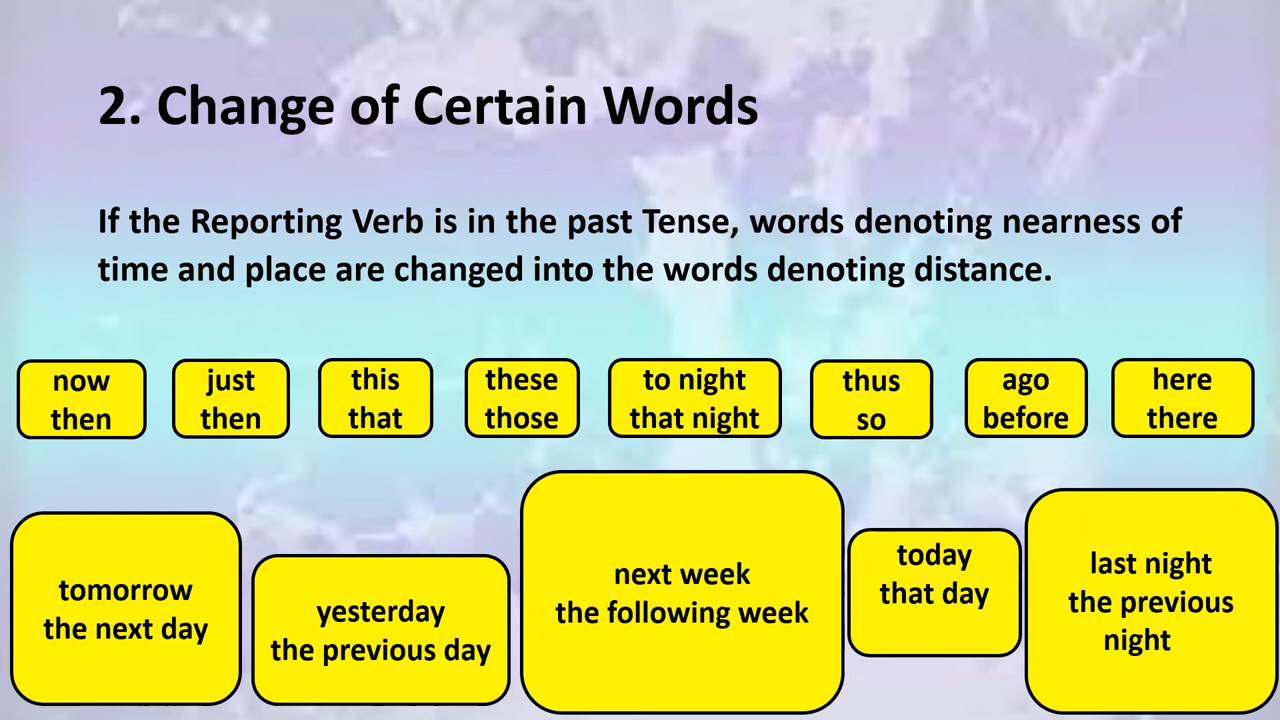 2. Change of Certain Words
If the Reporting Verb is in the past Tense, words denoting nearness of
time and place are changed into the words denoting distance.
now
then
just
then
this
that
these
those
to night
that night
thus
so
ago
before
here
there
tomorrow
the next day
yesterday
the previous day
next week
the following week
today
that day
last night
the previous
night